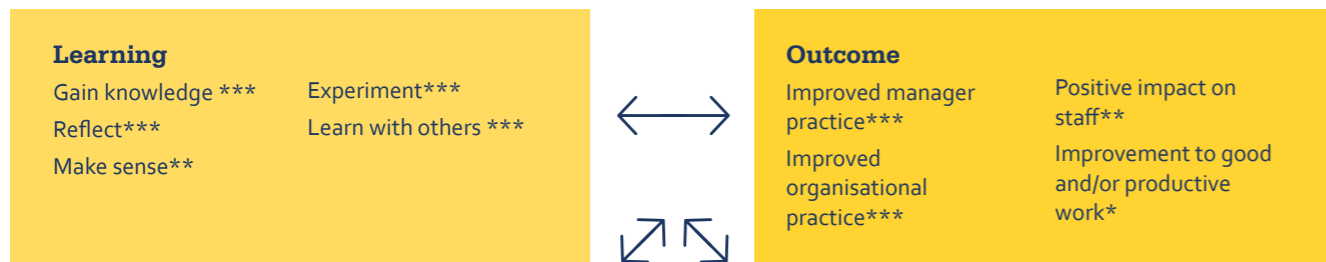 Learning
Gain knowledge ***
Reflect***
Make sense**
Experiment***
Learn with others ***
Outcome
Improved manager
practice***
Improved
organisational
practice***
Positive impact on
staff**
Improvement to good
and/or productive
work*